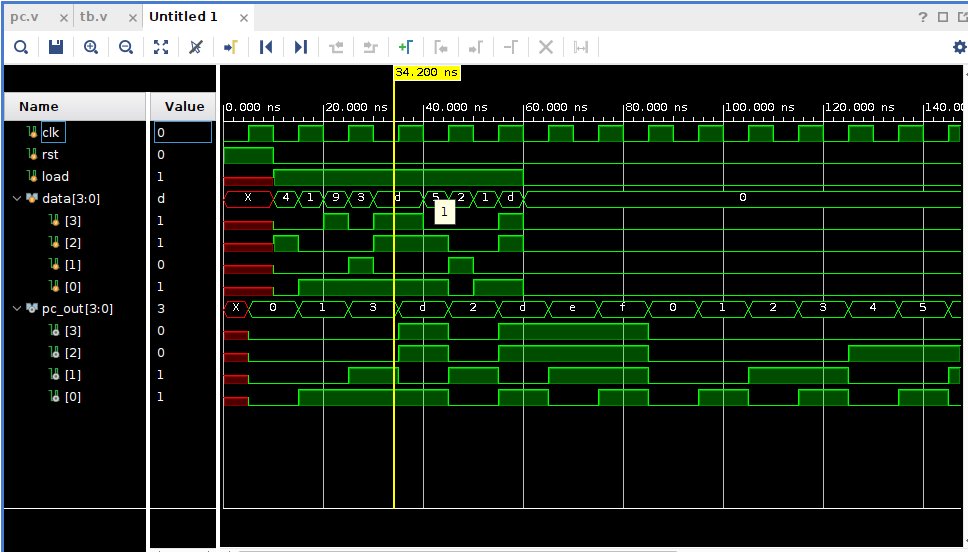 pc.v × tb.v × Untitled 1 ×
?
34.200 ns
Name Value
0.000 ns 20.000 ns 40.000 ns 60.000 ns 80.000 ns 100.000 ns 120.000 ns 140.0
clk 0
rst 0
load 1
data[3:0] d X 4 1 9 3 d 5 2 1 d 0
1
[3] 1
[2] 1
[1] 0
[0] 1
pc_out[3:0] 3 X 0 1 3 d 2 d e f 0 1 2 3 4 5
[3] 0
[2] 0
[1] 1
[0] 1